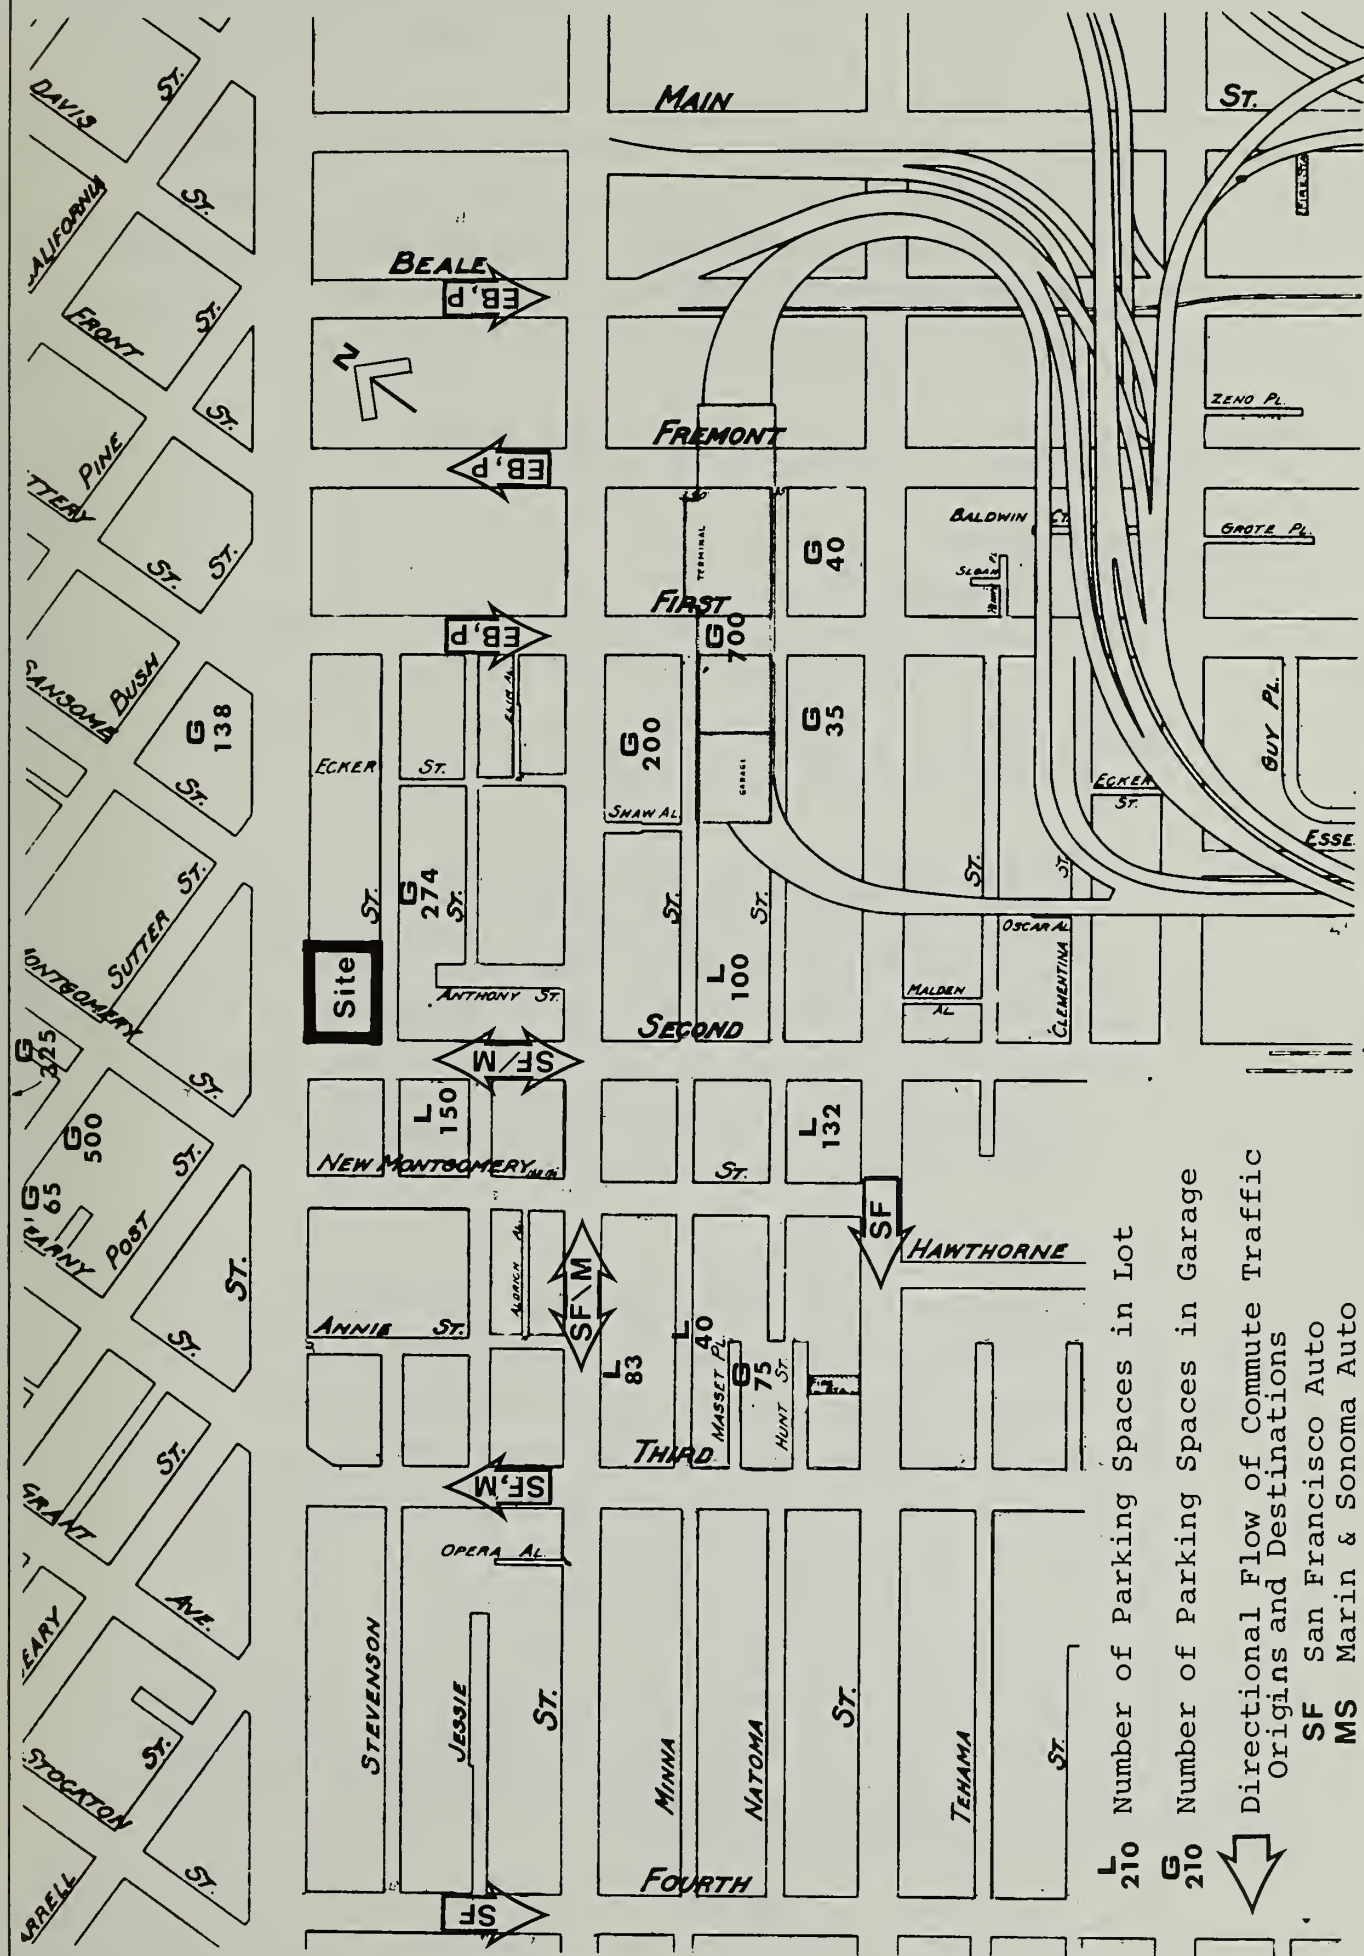 DAVIS
ST.
MAIN
ST.
ST.
FRONT
ST.
BEALE
EB,P
N
ST.
ZENO PL.
PINE
FREMONT
EB,P
ST.
ST.
TERMINAL
G
40
BALDWIN CT.
GROTE PL.
SLOAN
FIRST
EB,P
G
700
SANSOME
BUSH
ST.
G
138
ECKER
ST.
G
200
SHAW AL.
GARAGE
G
35
ECKER
ST.
GUY PL.
ESSE
SUTTER
ST.
ST.
G
274
ST.
ST.
ST.
ST.
ST.
Site
ANTHONY ST.
L
100
MALDEN
AL
OSCAR AL.
CLEMENTINA
SECOND
SF/M
G
325
ST.
G
500
ST.
L
150
NEW MONTGOMERY
ST.
L
132
G
65
POST
ST.
ALDRICH AL.
SF\M
SF
HAWTHORNE
ST.
ANNIE ST.
L
83
L
40
MASSET PL.
G
75
HUNT ST.
THIRD
SF,M
GRANT
ST.
AVE.
OPERA AL.
STEVENSON
JESSIE
ST.
MINNA
NATOMA
ST.
TEHAMA
ST.
STOCKTON
ST.
ST.
FOURTH
SF
L
210 Number of Parking Spaces in Lot
G
210 Number of Parking Spaces in Garage
Directional Flow of Commute Traffic
Origins and Destinations
SF San Francisco Auto
MS Marin & Sonoma Auto